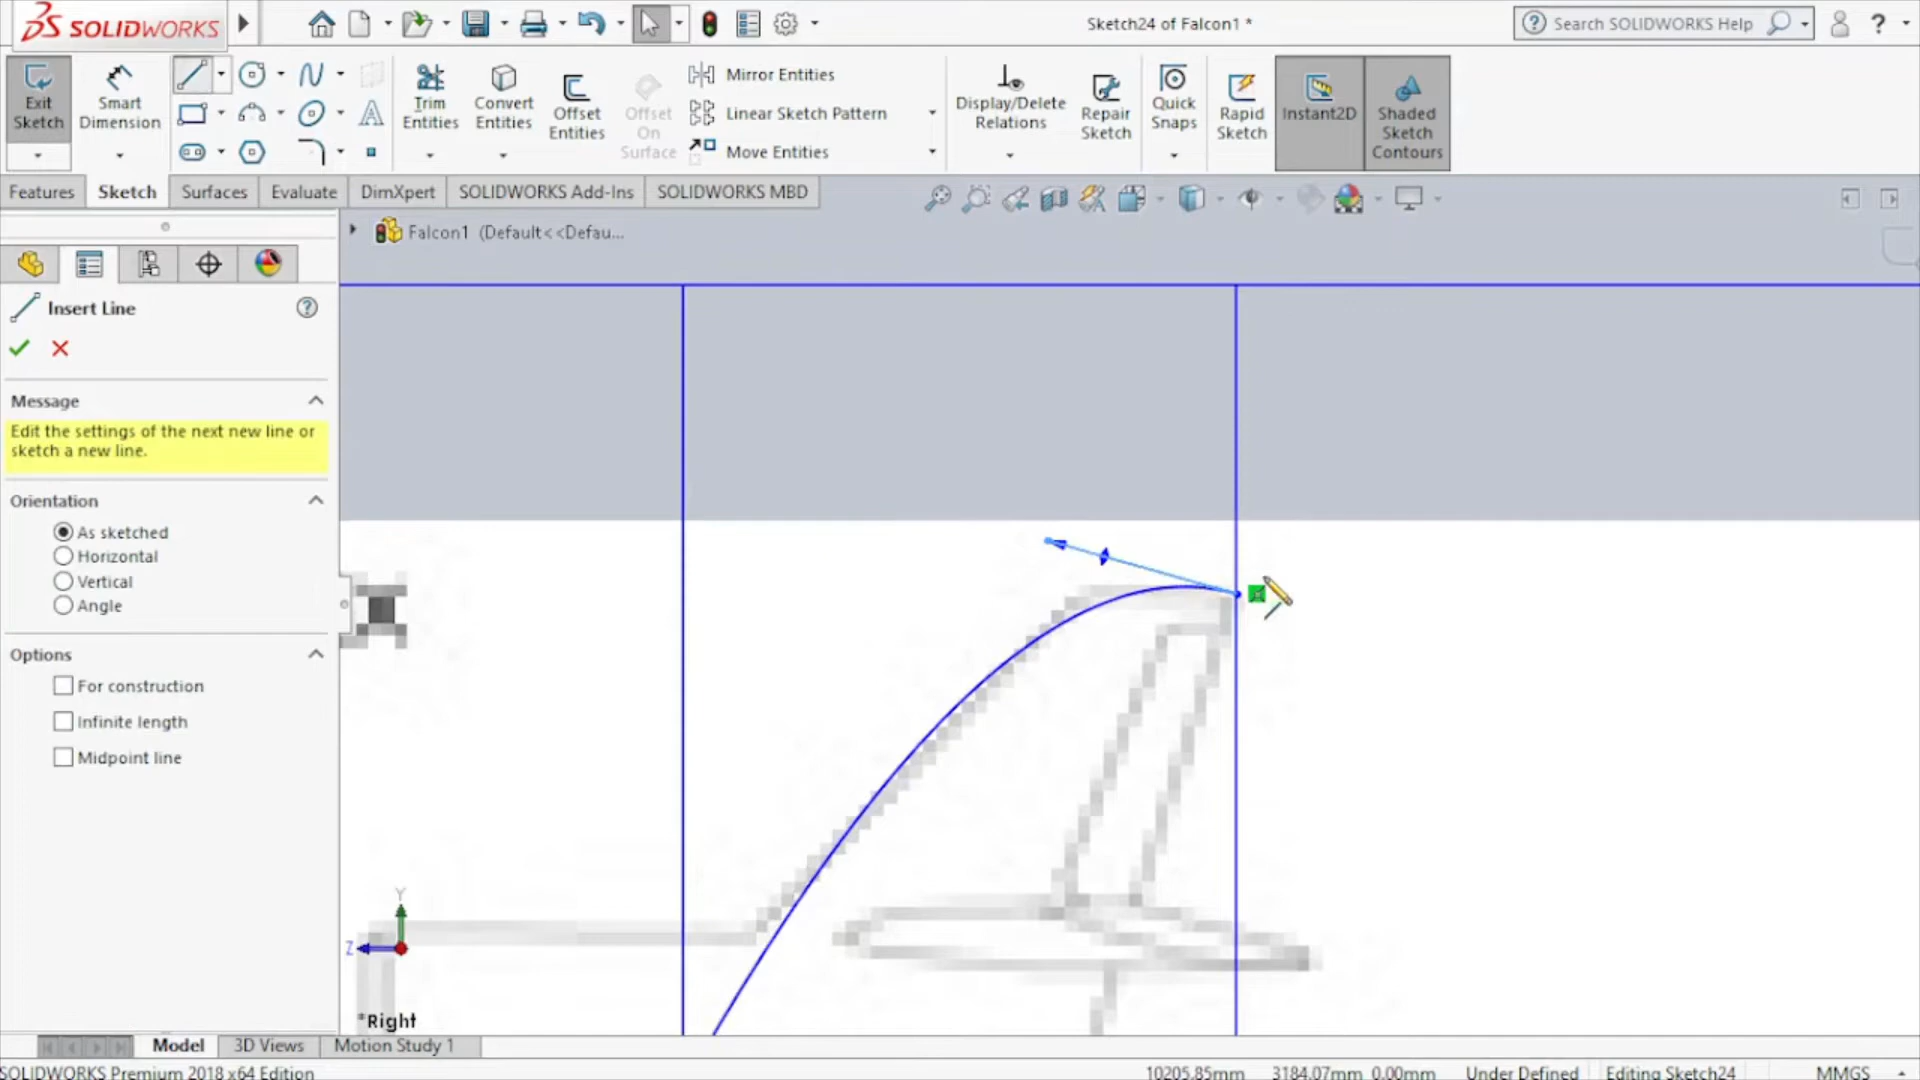 SOLIDWORKS
Sketch24 of Falcon1 *
Search SOLIDWORKS Help
?
Exit
Sketch
Smart
Dimension
Trim
Entities
Convert
Entities
Offset
Entities
Offset
On
Surface
Mirror Entities
Linear Sketch Pattern
Move Entities
Display/Delete
Relations
Repair
Sketch
Quick
Snaps
Rapid
Sketch
Instant2D
Shaded
Sketch
Contours
Features
Sketch
Surfaces
Evaluate
DimXpert
SOLIDWORKS Add-Ins
SOLIDWORKS MBD
Falcon1 (Default<<Defau...
Insert Line
?
Message
Edit the settings of the next new line or
sketch a new line.
Orientation
As sketched
Horizontal
Vertical
Angle
Options
For construction
Infinite length
Midpoint line
Y
Z
*Right
Model
3D Views
Motion Study 1
SOLIDWORKS Premium 2018 x64 Edition
10205.85mm
3184.07mm
0.00mm
Under Defined
Editing Sketch24
MMGS